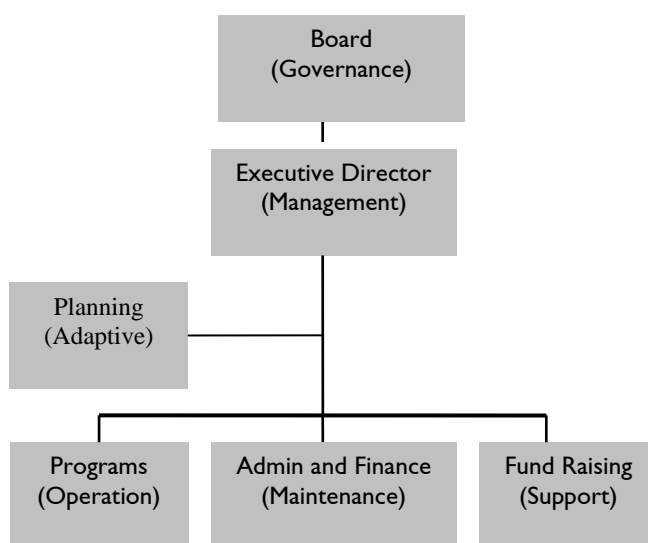 Board
(Governance)
Executive Director
(Management)
Planning
(Adaptive)
Programs
(Operation)
Admin and Finance
(Maintenance)
Fund Raising
(Support)